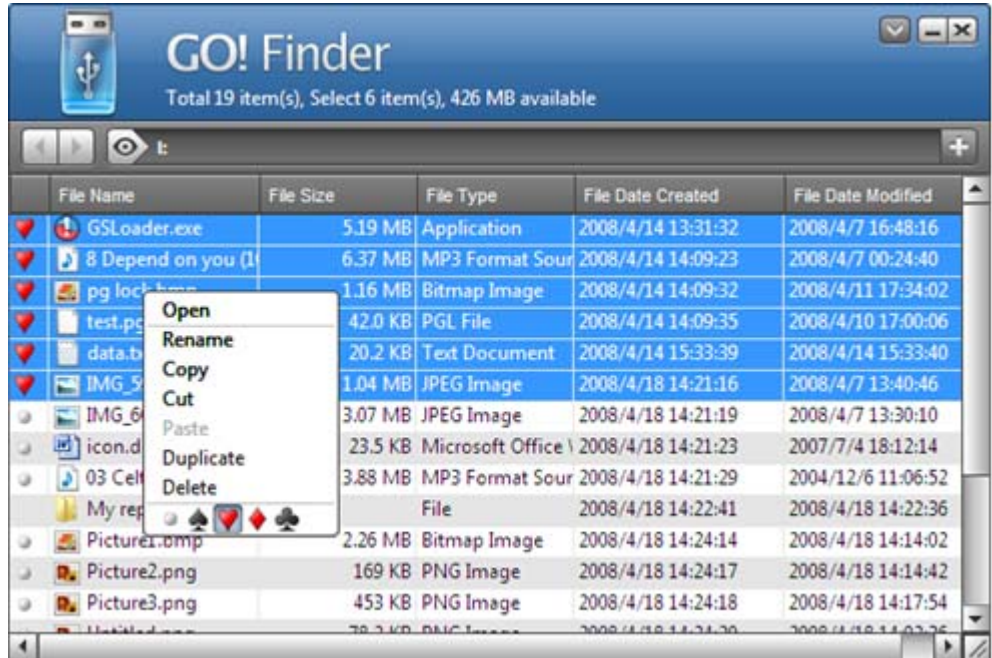 GO! Finder
Total 19 item(s), Select 6 item(s), 426 MB available
I:
File Name File Size File Type File Date Created File Date Modified
GSLoader.exe 5.19 MB Application 2008/4/14 13:31:32 2008/4/7 16:48:16
8 Depend on you (1 6.37 MB MP3 Format Sour 2008/4/14 14:09:23 2008/4/7 00:24:40
pg lock.bmp 1.16 MB Bitmap Image 2008/4/14 14:09:32 2008/4/11 17:34:02
test.pg 42.0 KB PGL File 2008/4/14 14:09:35 2008/4/10 17:00:06
data.tx 20.2 KB Text Document 2008/4/14 15:33:39 2008/4/14 15:33:40
IMG_5 1.04 MB JPEG Image 2008/4/18 14:21:16 2008/4/7 13:40:46
IMG_6 3.07 MB JPEG Image 2008/4/18 14:21:19 2008/4/7 13:30:10
icon.d 23.5 KB Microsoft Office 2008/4/18 14:21:23 2007/7/4 18:12:14
03 Celt 3.88 MB MP3 Format Sour 2008/4/18 14:21:29 2004/12/6 11:06:52
My rep File 2008/4/18 14:22:41 2008/4/18 14:22:36
Picture1.bmp 2.26 MB Bitmap Image 2008/4/18 14:24:14 2008/4/18 14:14:02
Picture2.png 169 KB PNG Image 2008/4/18 14:24:17 2008/4/18 14:14:42
Picture3.png 453 KB PNG Image 2008/4/18 14:24:18 2008/4/18 14:17:54
Open
Rename
Copy
Cut
Paste
Duplicate
Delete